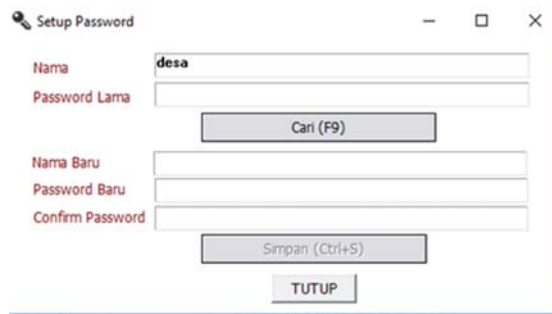 Setup Password
Nama desa
Password Lama
Cari (F9)
Nama Baru
Password Baru
Confirm Password
Simpan (Ctrl+S)
TUTUP